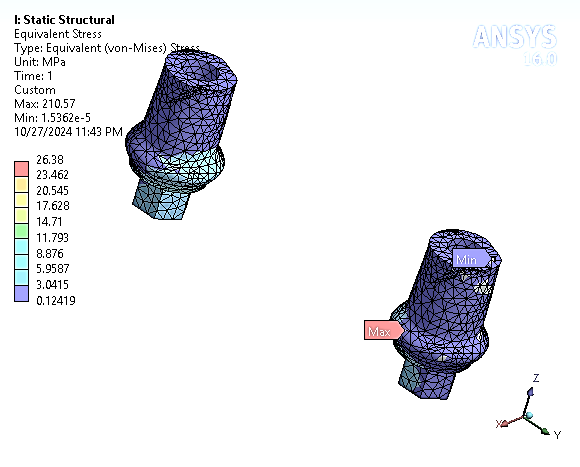 I: Static Structural
Equivalent Stress
Type: Equivalent (von-Mises) Stress
Unit: MPa
Time: 1
Custom
Max: 210.57
Min: 1.5362e-5
10/27/2024 11:43 PM
ANSYS
16.0
26.38
23.462
20.545
17.628
14.71
11.793
8.876
5.9587
3.0415
0.12419
Min
Max
Z
X
Y